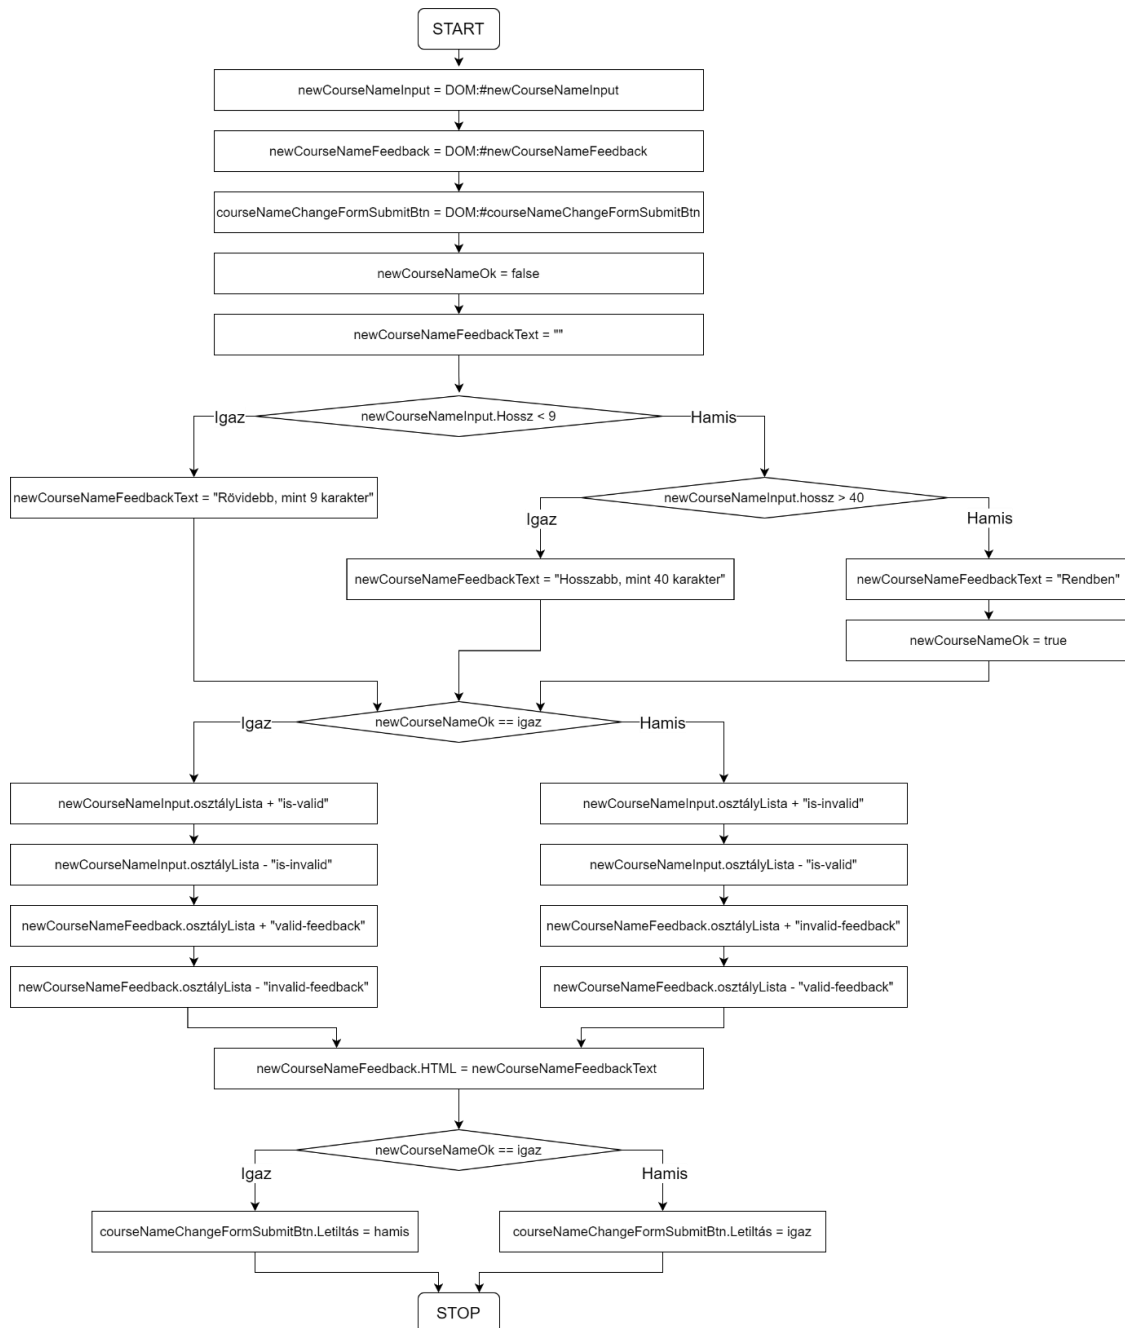 START
newCourseNameInput = DOM:#newCourseNameInput
newCourseNameFeedback = DOM:#newCourseNameFeedback
courseNameChangeFormSubmitBtn = DOM:#courseNameChangeFormSubmitBtn
newCourseNameOk = false
newCourseNameFeedbackText = ""
newCourseNameInput.Hossz < 9
Igaz
Hamis
newCourseNameFeedbackText = "Rövidebb, mint 9 karakter"
newCourseNameInput.hossz > 40
Igaz
Hamis
newCourseNameFeedbackText = "Hosszabb, mint 40 karakter"
newCourseNameFeedbackText = "Rendben"
newCourseNameOk = true
newCourseNameOk == igaz
Igaz
Hamis
newCourseNameInput.osztályLista + "is-valid"
newCourseNameInput.osztályLista + "is-invalid"
newCourseNameInput.osztályLista - "is-invalid"
newCourseNameInput.osztályLista - "is-valid"
newCourseNameFeedback.osztályLista + "valid-feedback"
newCourseNameFeedback.osztályLista + "invalid-feedback"
newCourseNameFeedback.osztályLista - "invalid-feedback"
newCourseNameFeedback.osztályLista - "valid-feedback"
newCourseNameFeedback.HTML = newCourseNameFeedbackText
newCourseNameOk == igaz
Igaz
Hamis
courseNameChangeFormSubmitBtn.Letiltás = hamis
courseNameChangeFormSubmitBtn.Letiltás = igaz
STOP